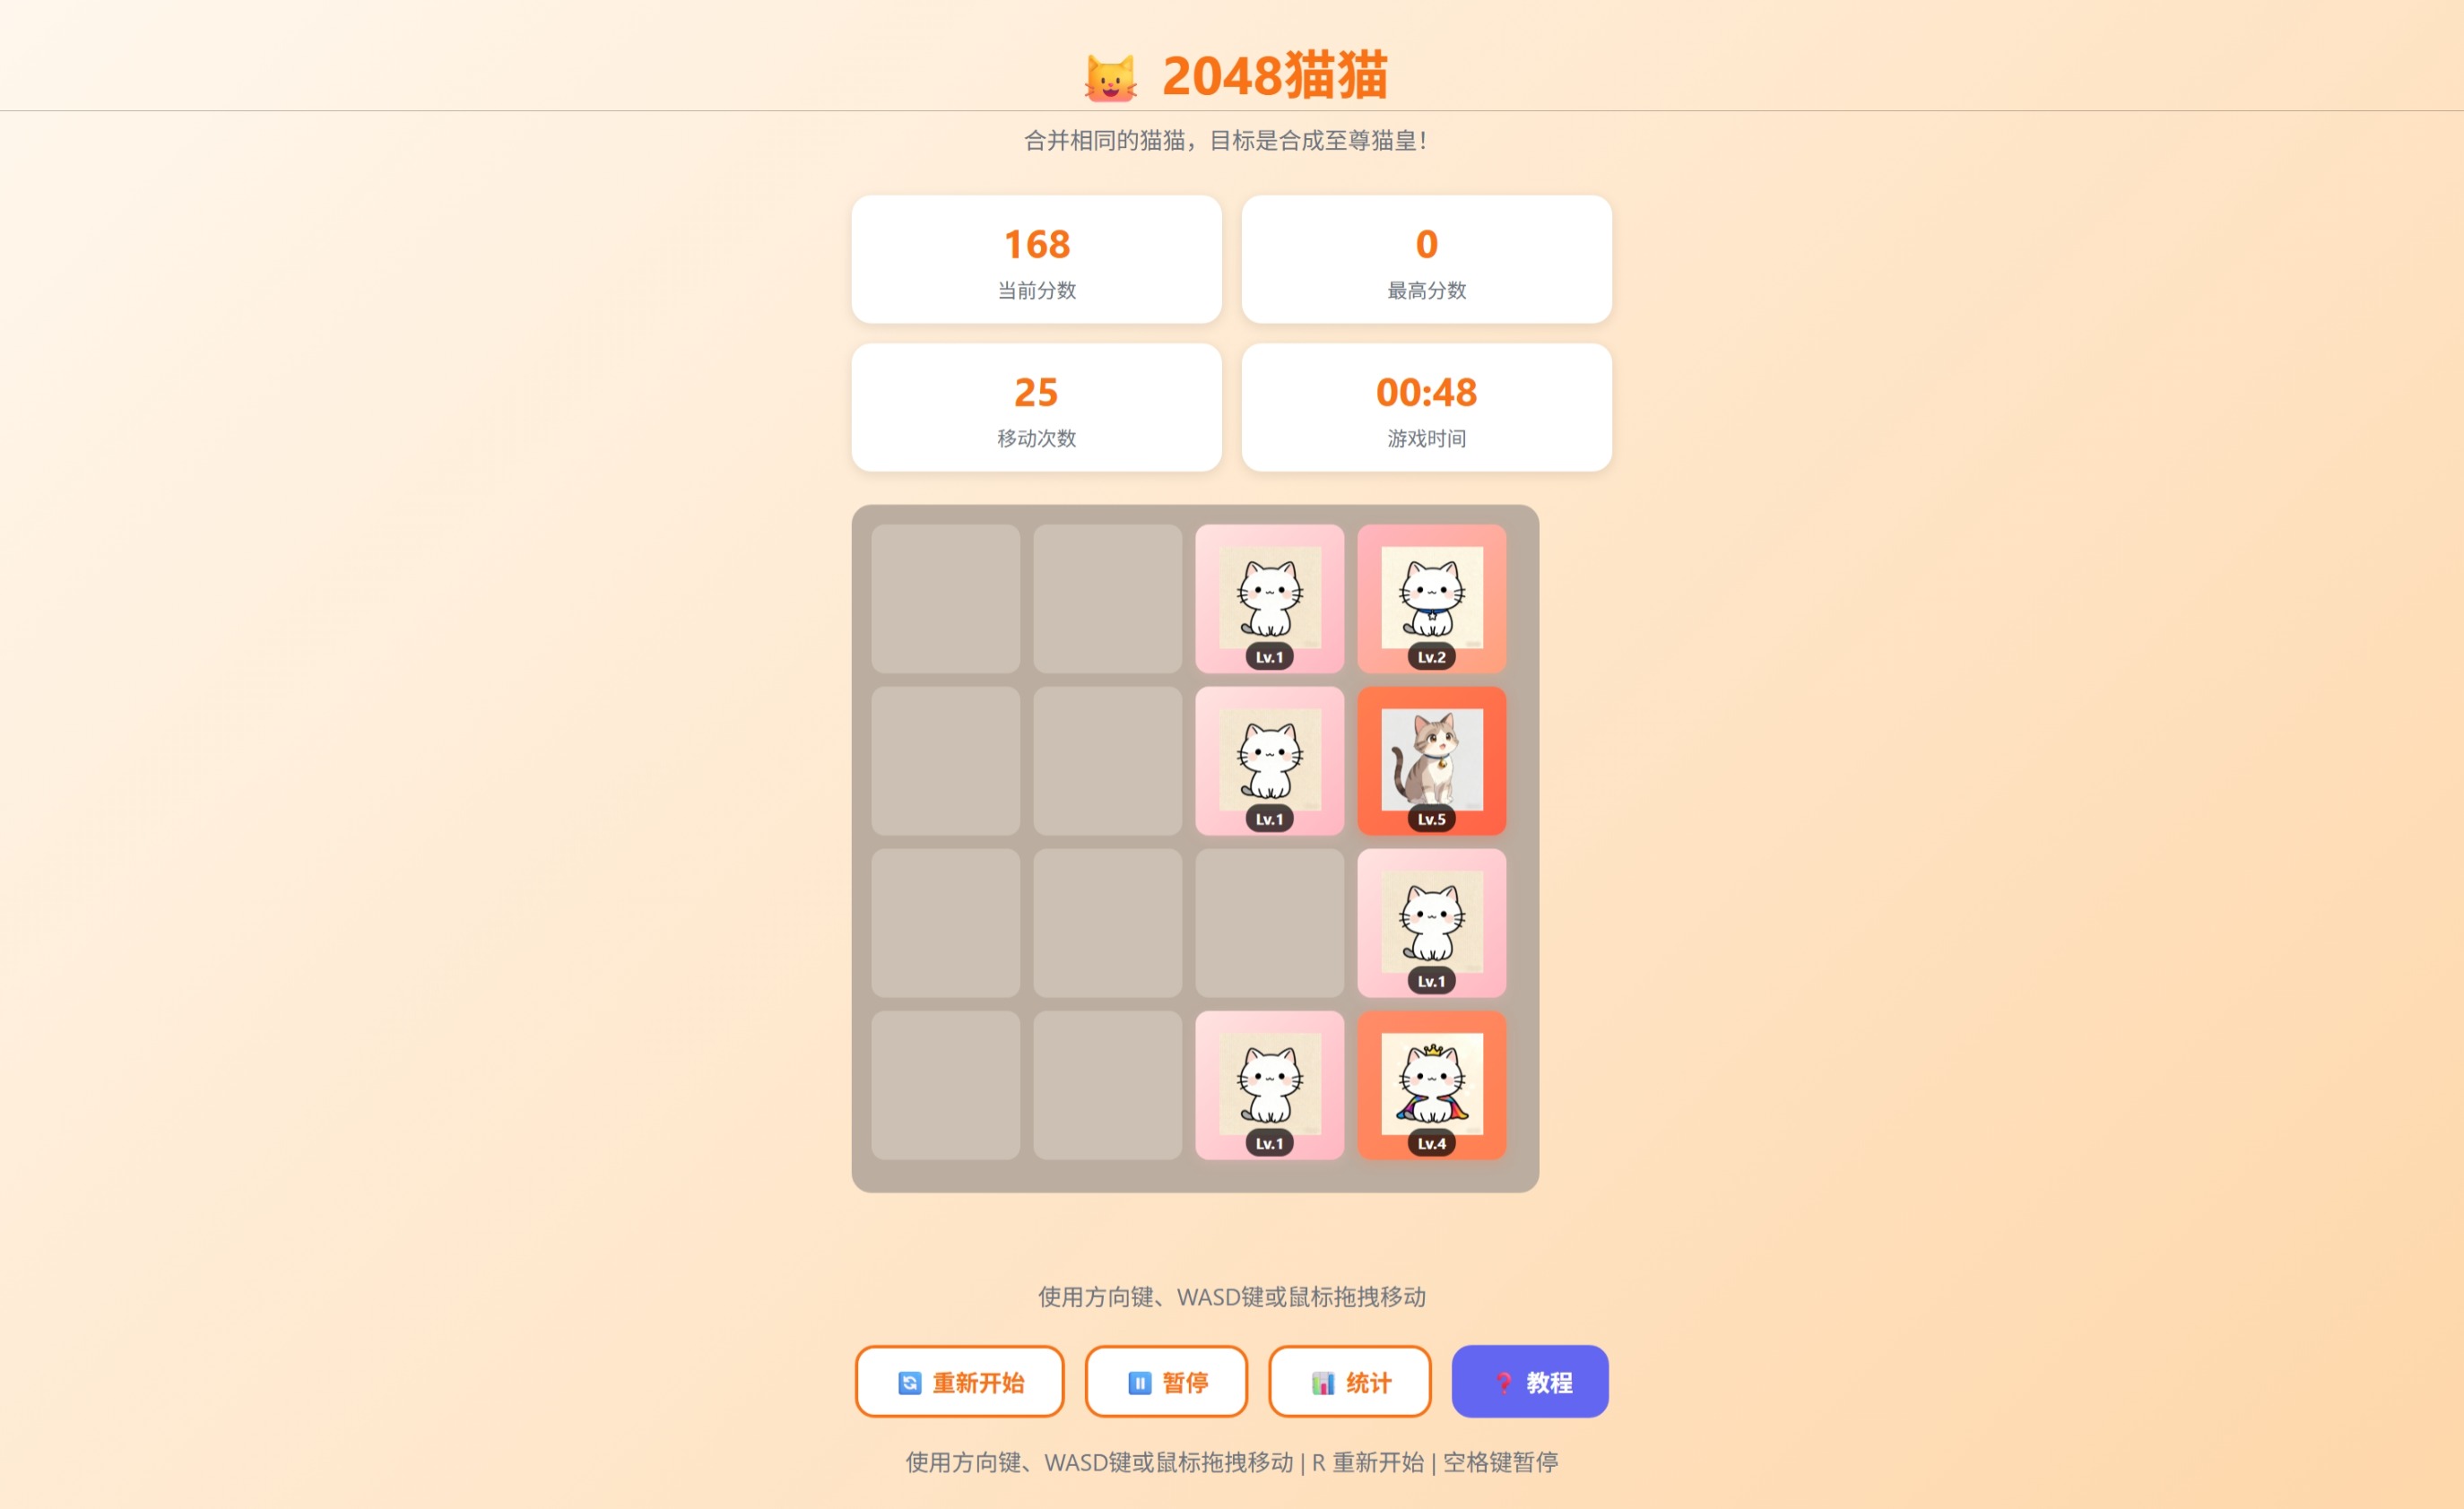 2048猫猫
合并相同的猫猫，目标是合成至尊猫皇！
168
当前分数
0
最高分数
25
移动次数
00:48
游戏时间
Lv.1
Lv.2
Lv.1
Lv.5
Lv.1
Lv.1
Lv.4
使用方向键、WASD键或鼠标拖拽移动
重新开始
暂停
统计
❓ 教程
使用方向键、WASD键或鼠标拖拽移动 | R 重新开始 | 空格键暂停